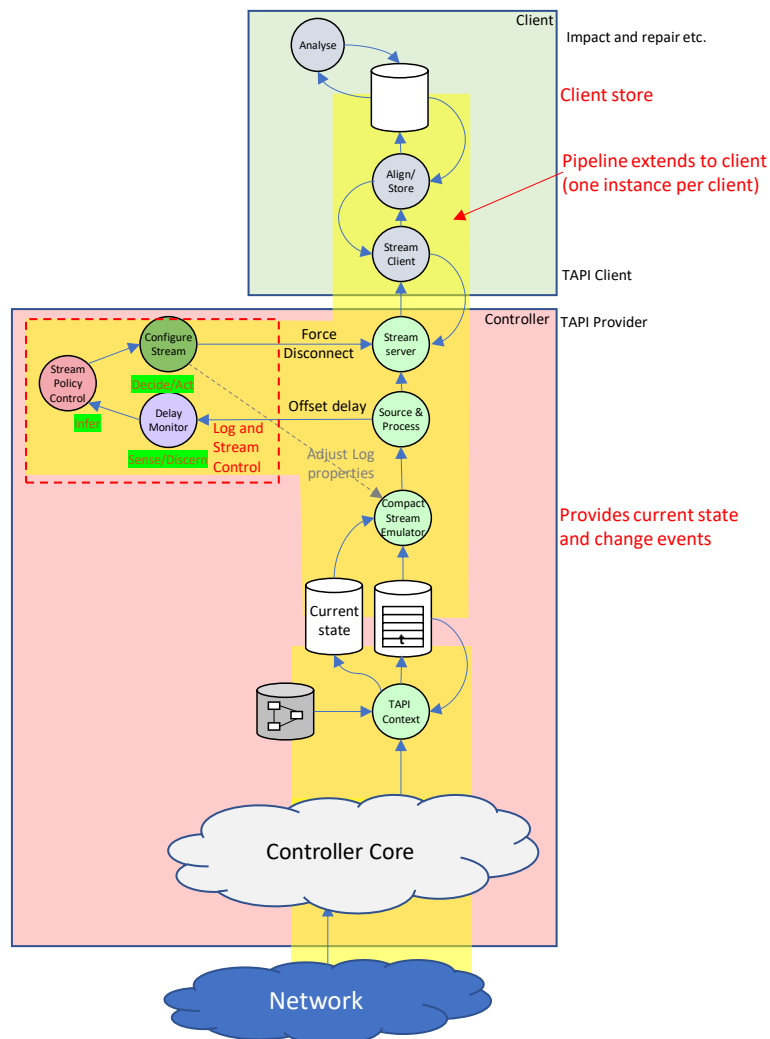 Client
Analyse
Impact and repair etc.
Client store
Pipeline extends to client
(one instance per client)
Align/
Store
Stream
Client
TAPI Client
Controller
TAPI Provider
Configure
Stream
Force
Disconnect
Stream
server
Stream
Policy
Control
Decide/Act
Infer
Delay
Monitor
Offset delay
Source &
Process
Log and
Stream
Control
Sense/Discern
Adjust Log
properties
Compact
Stream
Emulator
Provides current state
and change events
Current
state
t
TAPI
Context
Controller Core
Network